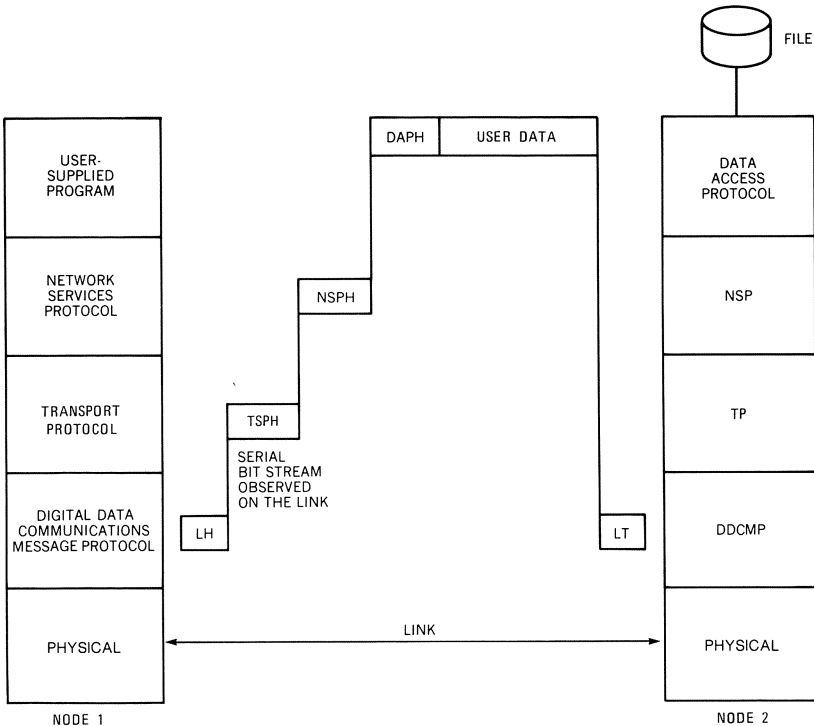 FILE
DAPH
USER DATA
USER-
SUPPLIED
PROGRAM
DATA
ACCESS
PROTOCOL
NETWORK
SERVICES
PROTOCOL
NSPH
NSP
TRANSPORT
PROTOCOL
TSPH
TP
SERIAL
BIT STREAM
OBSERVED
ON THE LINK
DIGITAL DATA
COMMUNICATIONS
MESSAGE PROTOCOL
LH
LT
DDCMP
LINK
PHYSICAL
PHYSICAL
NODE 1
NODE 2